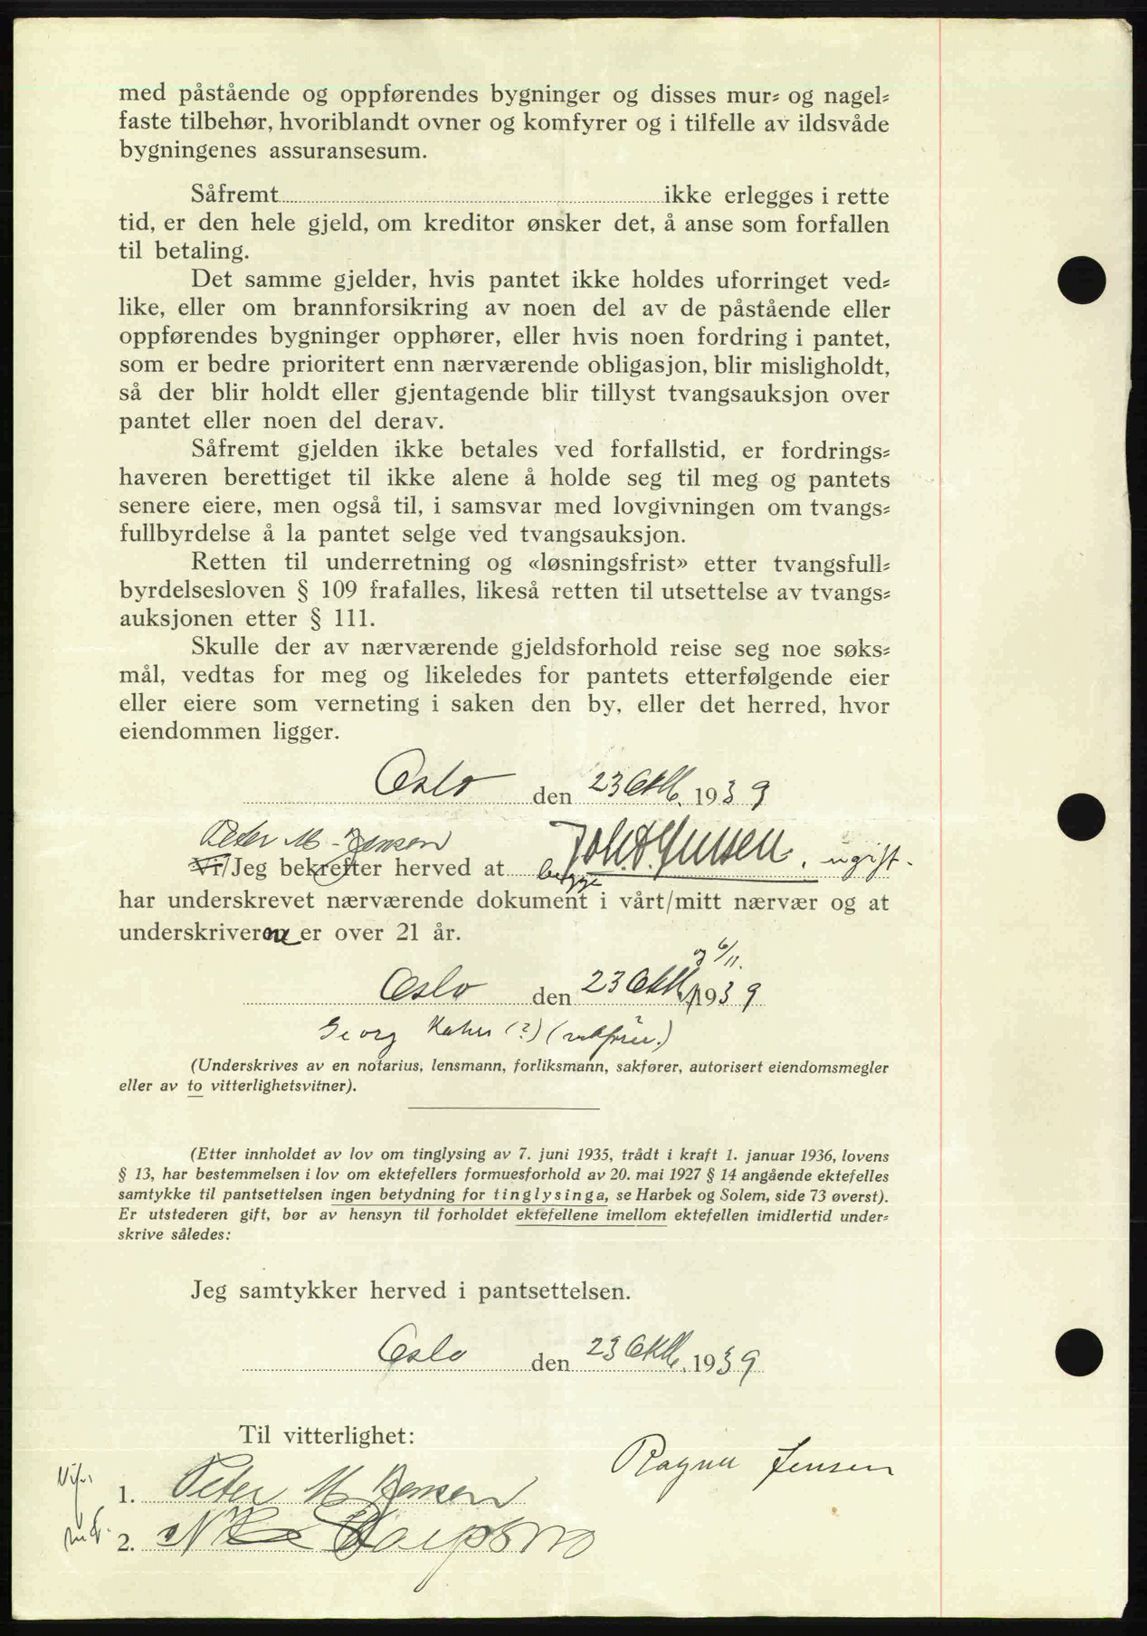 med påstående og oppførendes bygninger og disses mur= og nagel=
faste tilbehør, hvoriblandt ovner og komfyrer og i tilfelle av ildsvåde
bygningenes assuransesum.
Såfremt ikke erlegges i rette
tid, er den hele gjeld, om kreditor ønsker det, å anse som forfallen
til betaling.
Det samme gjelder, hvis pantet ikke holdes uforringet ved=
like, eller om brannforsikring av noen del av de påstående eller
oppførendes bygninger opphører, eller hvis noen fordring i pantet,
som er bedre prioritert enn nærværende obligasjon, blir misligholdt,
så der blir holdt eller gjentagende blir tillyst tvangsauksjon over
pantet eller noen del derav.
Såfremt gjelden ikke betales ved forfallstid, er fordrings=
haveren berettiget til ikke alene å holde seg til meg og pantets
senere eiere, men også til, i samsvar med lovgivningen om tvangs=
fullbyrdelse å la pantet selge ved tvangsauksjon.
Retten til underretning og «løsningsfrist» etter tvangsfull=
byrdelsesloven § 109 frafalles, likeså retten til utsettelse av tvangs=
auksjonen etter § 111.
Skulle der av nærværende gjeldsforhold reise seg noe søks=
mål, vedtas for meg og likeledes for pantets etterfølgende eier
eller eiere som verneting i saken den by, eller det herred, hvor
eiendommen ligger.
Oslo den 23 Okt. 1939
Peter M. Jensen Joh. A. Jensen, ugift.
Vi/Jeg bekrefter herved at begge
har underskrevet nærværende dokument i vårt/mitt nærvær og at
underskriverne er over 21 år.
og 6/11.
Oslo den 23 Okt. 1939
Georg Hahn (?) (sakfører.)
(Underskrives av en notarius, lensmann, forliksmann, sakfører, autorisert eiendomsmegler
eller av to vitterlighetsvitner).
(Etter innholdet av lov om tinglysing av 7. juni 1935, trådt i kraft 1. januar 1936, lovens
§ 13, har bestemmelsen i lov om ektefellers formuesforhold av 20. mai 1927 § 14 angående ektefelles
samtykke til pantsettelsen ingen betydning for tinglysinga, se Harbek og Solem, side 73 øverst).
Er utstederen gift, bør av hensyn til forholdet ektefellene imellom ektefellen imidlertid under=
skrive således:
Jeg samtykker herved i pantsettelsen.
Oslo den 23 Okt. 1939
Til vitterlighet:
Ragna Jensen
1. Peter M Jensen
2.